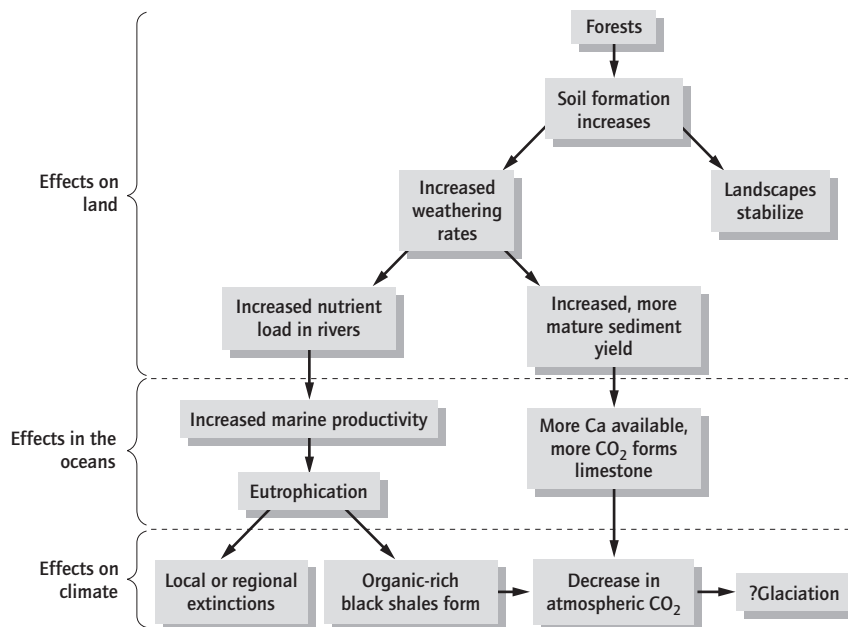 Forests
Soil formation
increases
Effects on
land
Increased
weathering
rates
Landscapes
stabilize
Increased nutrient
load in rivers
Increased, more
mature sediment
yield
Effects in the
oceans
Increased marine productivity
More Ca available,
more CO₂ forms
limestone
Eutrophication
Effects on
climate
Local or regional
extinctions
Organic-rich
black shales form
Decrease in
atmospheric CO₂
?Glaciation